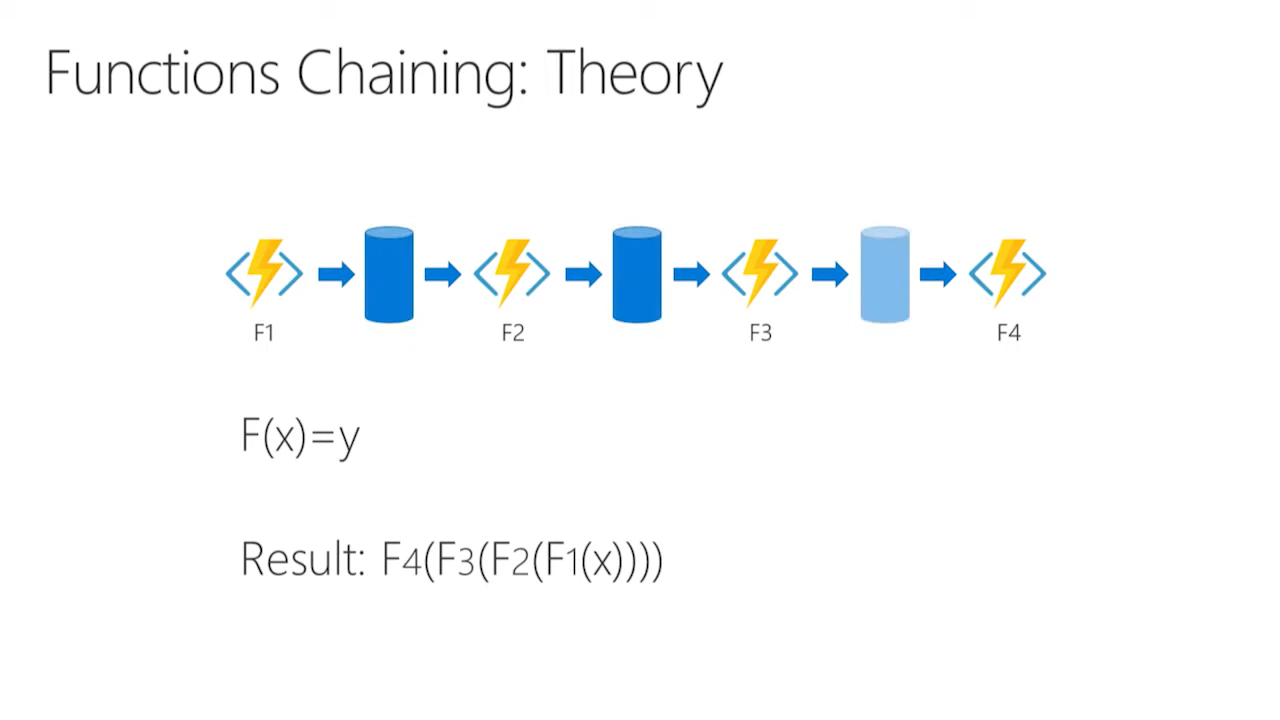 Functions Chaining: Theory
F1 F2 F3 F4
F(x)=y
Result: F4(F3(F2(F1(x))))